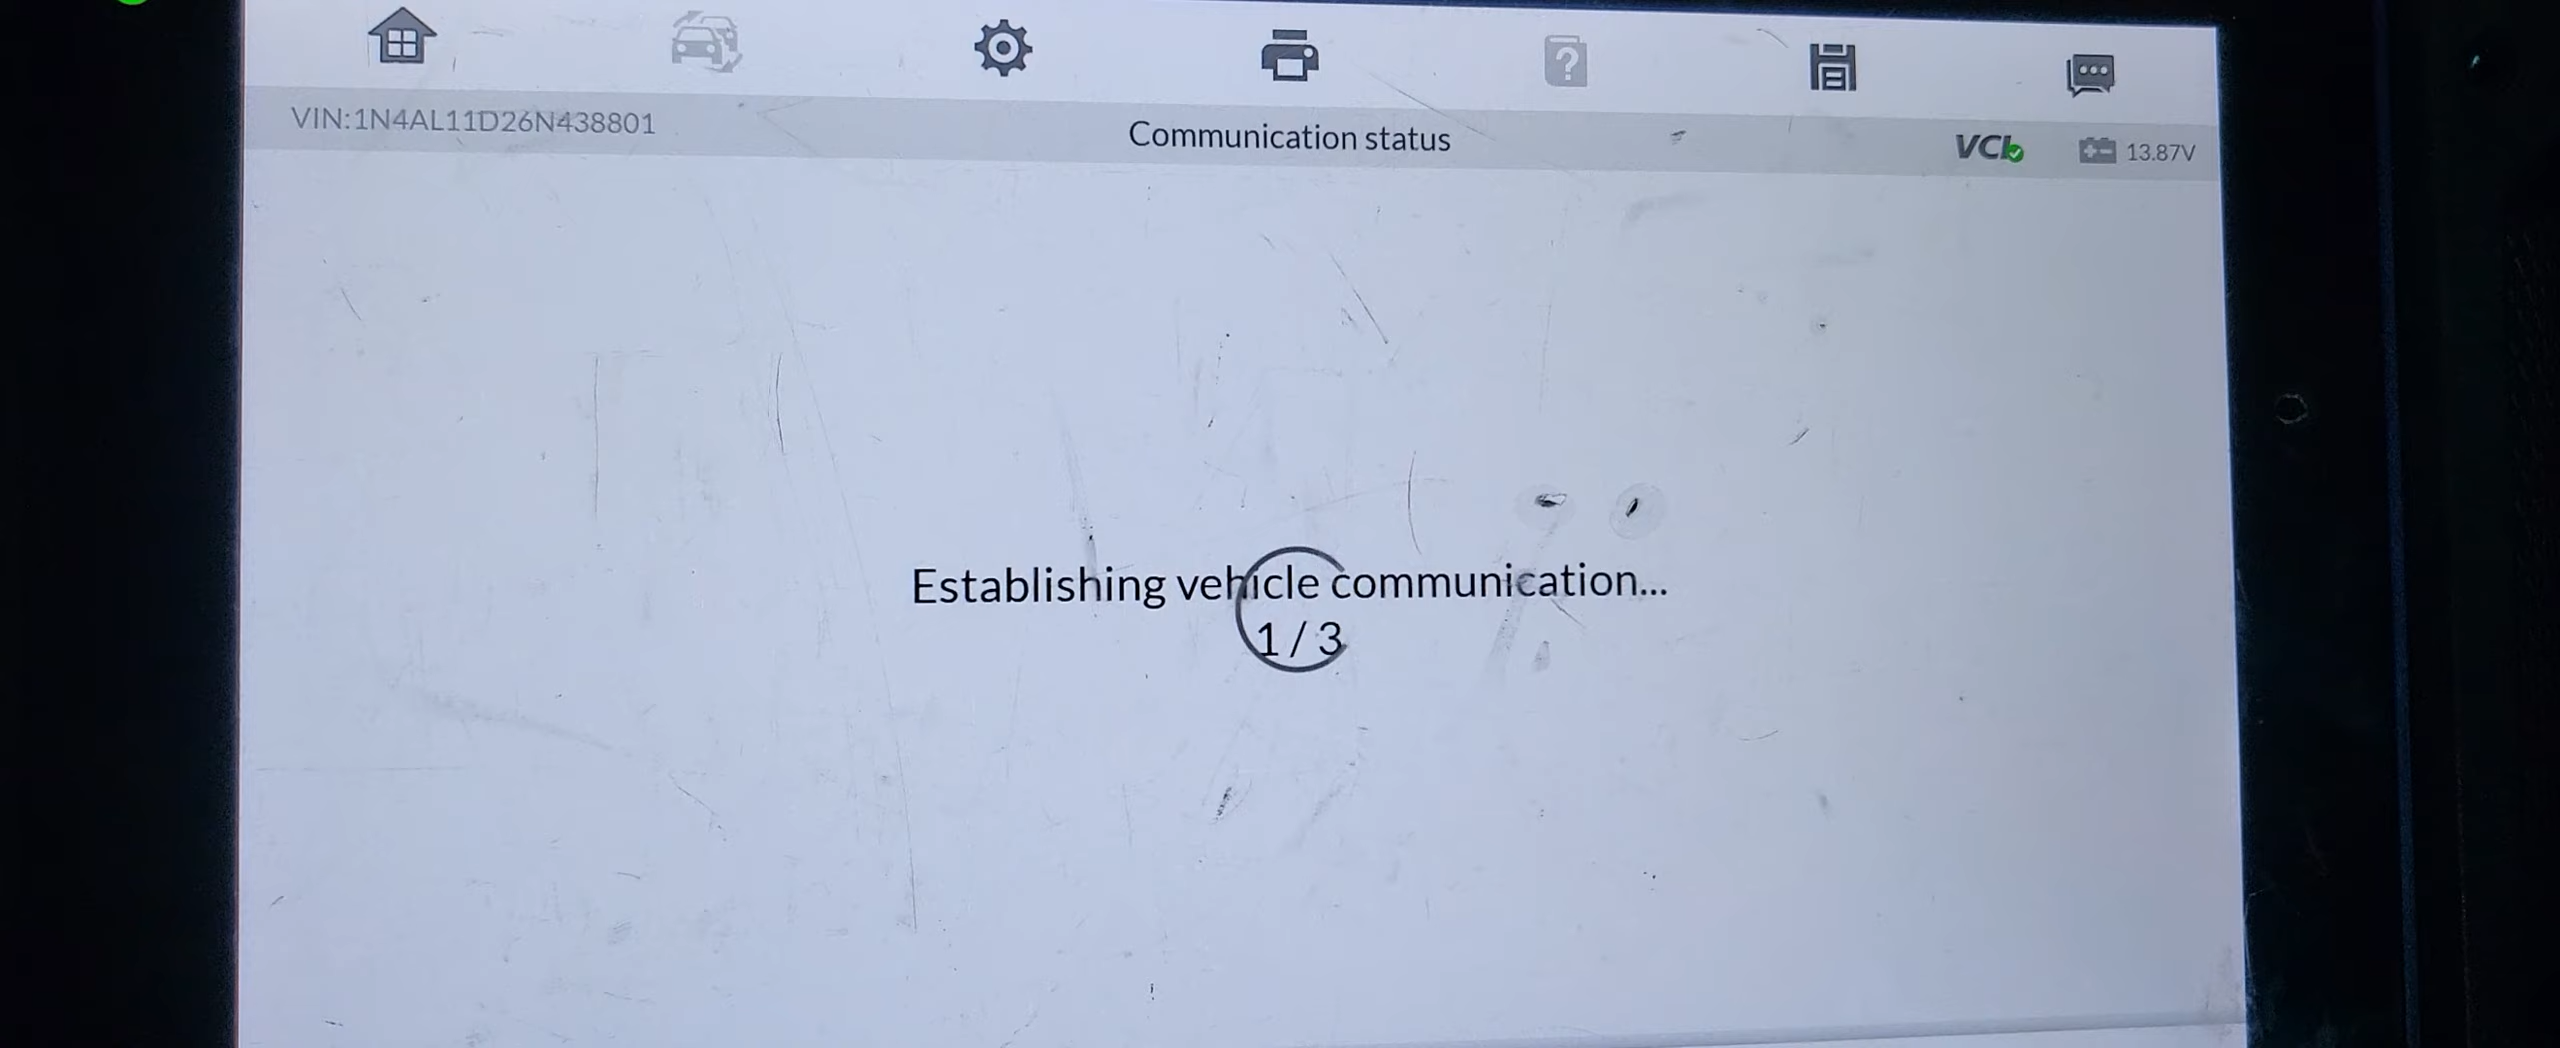 VIN:1N4AL11D26N438801
Communication status
VCI
13.87V
Establishing vehicle communication...
1 / 3